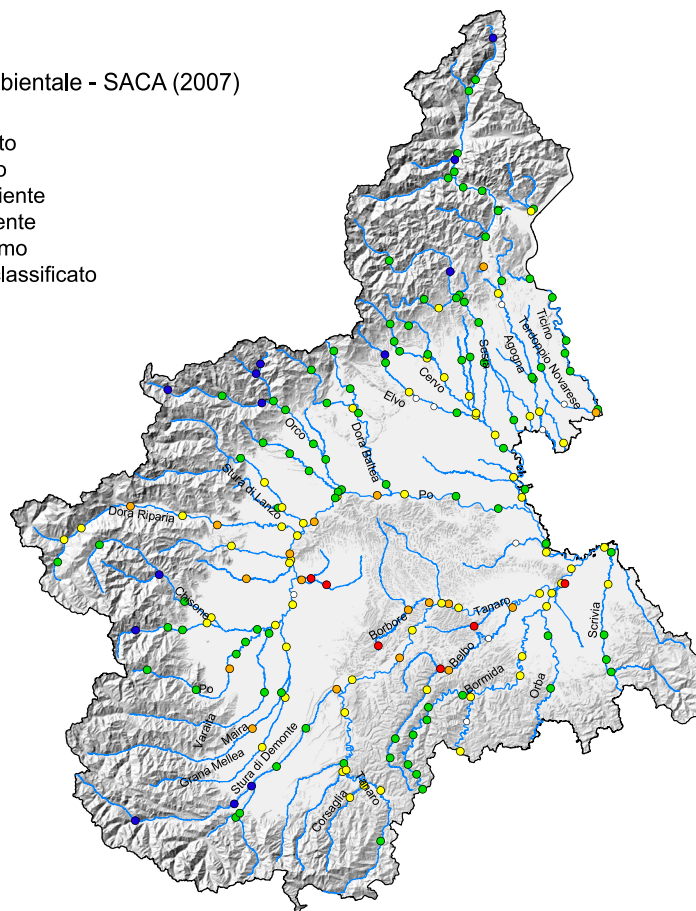 bientale - SACA (2007)
to
o
iente
ente
mo
classificato
Ticino
Terdoppio Novarese
Agogna
Sesia
Cervo
Elvo
Orco
Dora Baltea
Stura di Lanzo
Po
Dora Riparia
Chisone
Borbore
Tanaro
Belbo
Bormida
Orba
Scrivia
Po
Varaita
Maira
Grana Mellea
Stura di Demonte
Corsaglia
Tanaro